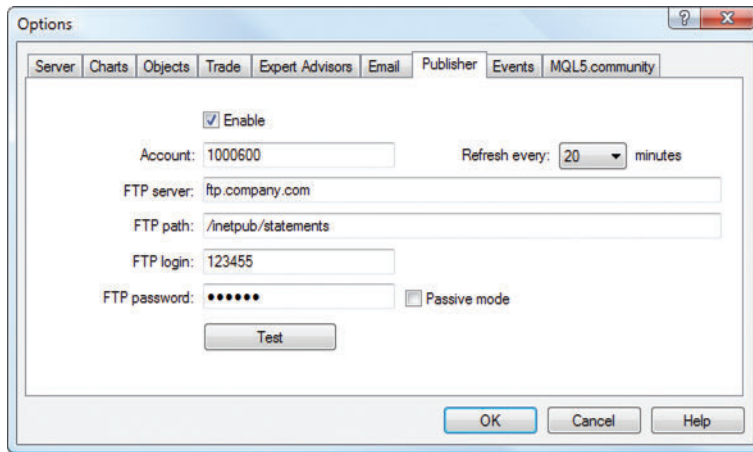 Options
Server Charts Objects Trade Expert Advisors Email Publisher Events MQL5.community
Enable
Account: 1000600 Refresh every: 20 minutes
FTP server: ftp.company.com
FTP path: /inetpub/statements
FTP login: 123455
FTP password: ●●●●●● Passive mode
Test
OK Cancel Help